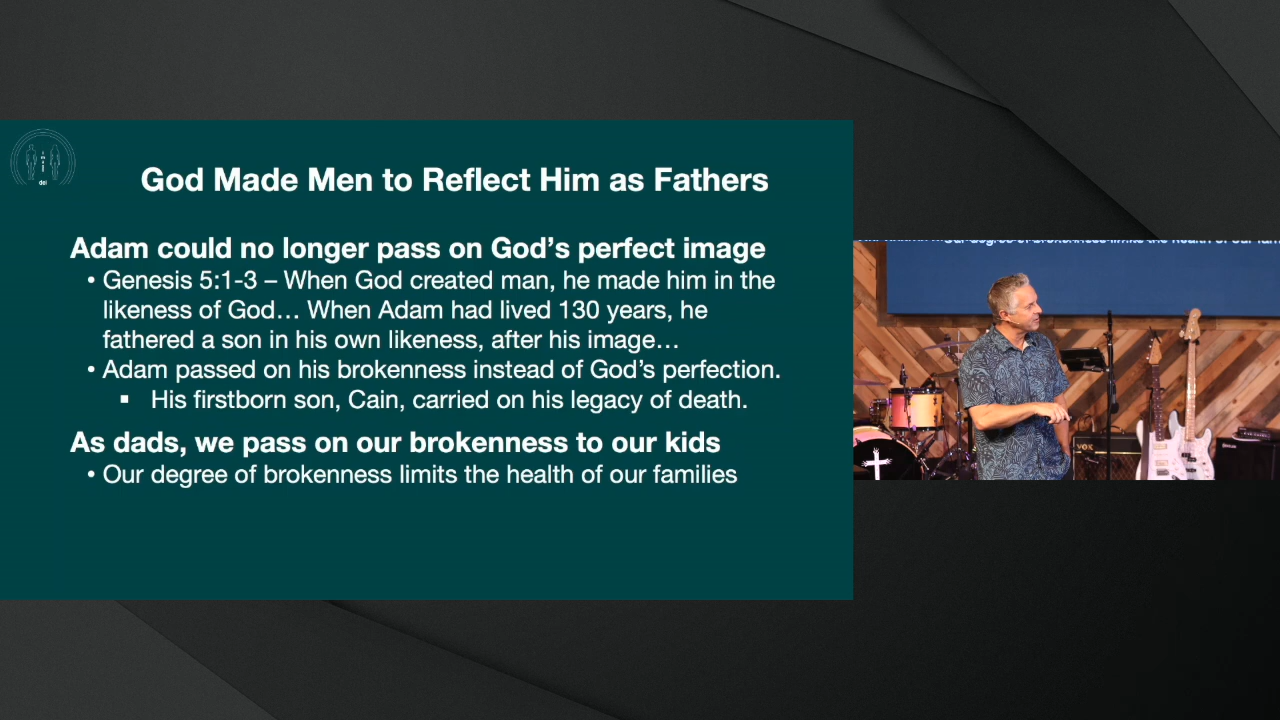 God Made Men to Reflect Him as Fathers
Adam could no longer pass on God's perfect image
• Genesis 5:1-3 – When God created man, he made him in the
likeness of God… When Adam had lived 130 years, he
fathered a son in his own likeness, after his image…
• Adam passed on his brokenness instead of God's perfection.
▪ His firstborn son, Cain, carried on his legacy of death.
As dads, we pass on our brokenness to our kids
• Our degree of brokenness limits the health of our families
dei
VOX